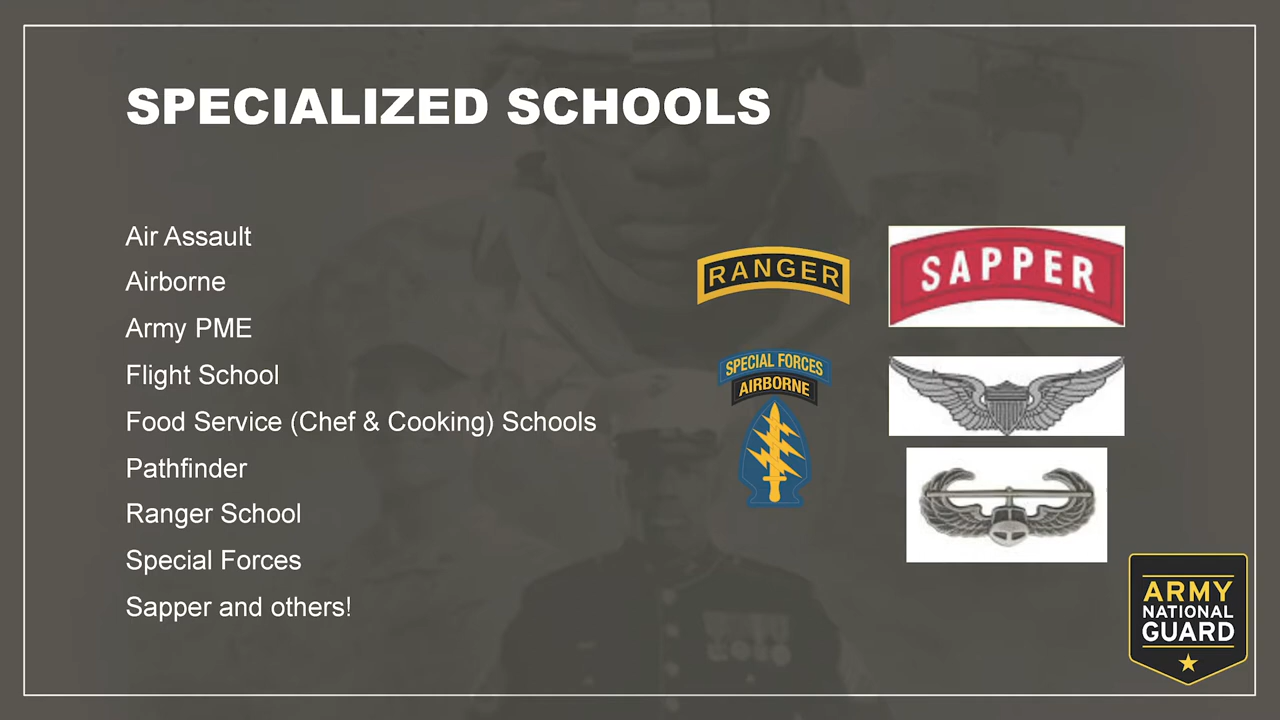 SPECIALIZED SCHOOLS
Air Assault
Airborne
Army PME
Flight School
Food Service (Chef & Cooking) Schools
Pathfinder
Ranger School
Special Forces
Sapper and others!
RANGER
SAPPER
SPECIAL FORCES
AIRBORNE
ARMY
NATIONAL
GUARD